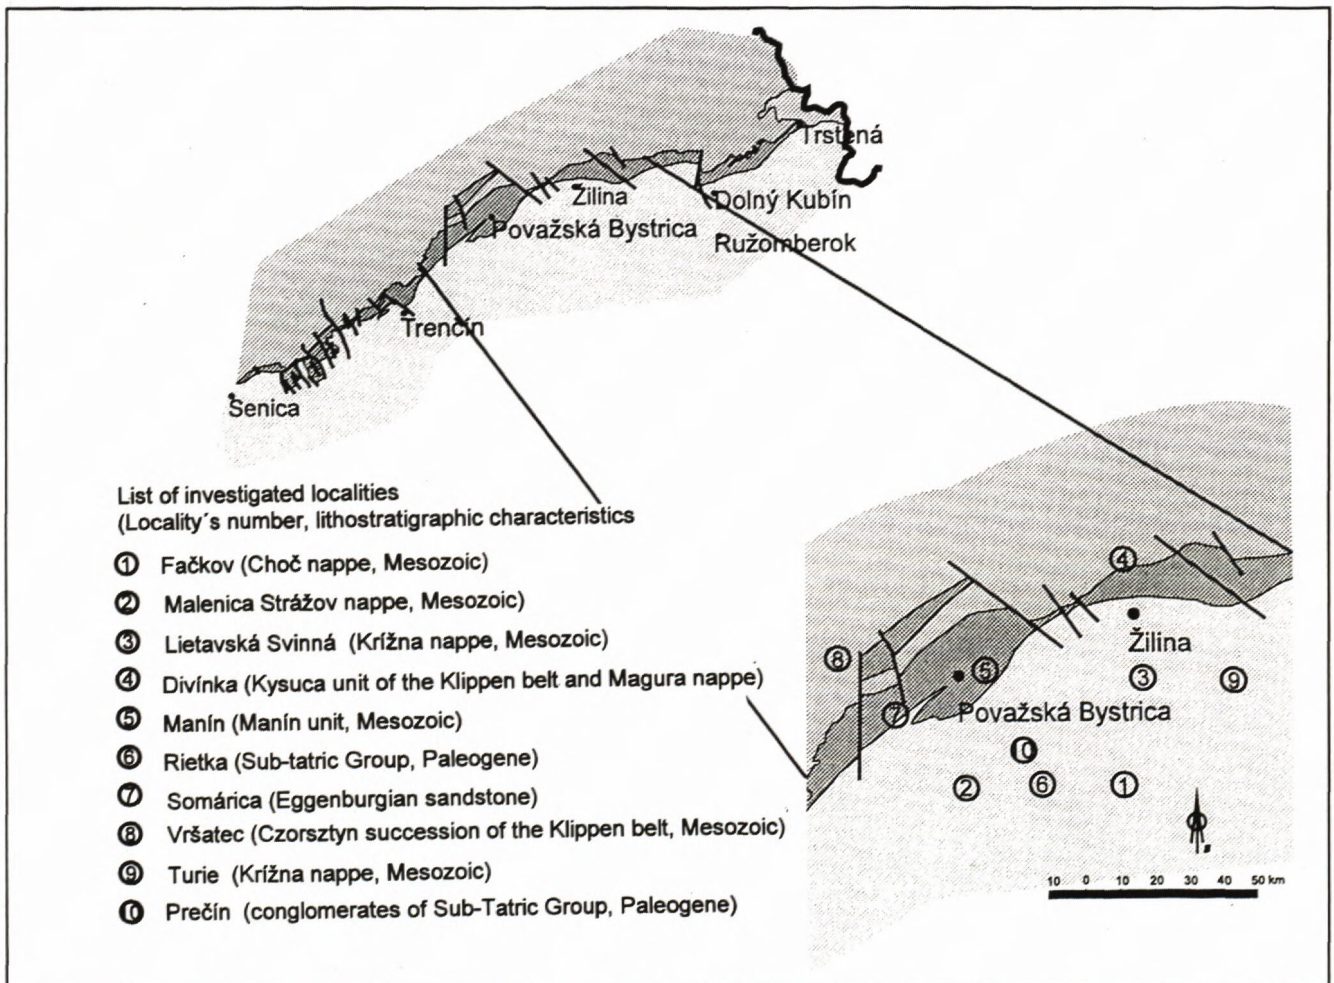 Trstená
Žilina
Dolný Kubín
Považská Bystrica
Ružomberok
Trenčín
Senica
List of investigated localities
(Locality´s number, lithostratigraphic characteristics
1 Fačkov (Choč nappe, Mesozoic)
2 Malenica Strážov nappe, Mesozoic)
3 Lietavská Svinná (Krížna nappe, Mesozoic)
4 Divínka (Kysuca unit of the Klippen belt and Magura nappe)
5 Manín (Manín unit, Mesozoic)
6 Rietka (Sub-tatric Group, Paleogene)
7 Somárica (Eggenburgian sandstone)
8 Vršatec (Czorsztyn succession of the Klippen belt, Mesozoic)
9 Turie (Krížna nappe, Mesozoic)
10 Prečín (conglomerates of Sub-Tatric Group, Paleogene)
4
Žilina
8
5
3
9
7
Považská Bystrica
10
2
6
1
10 0 10 20 30 40 50 km